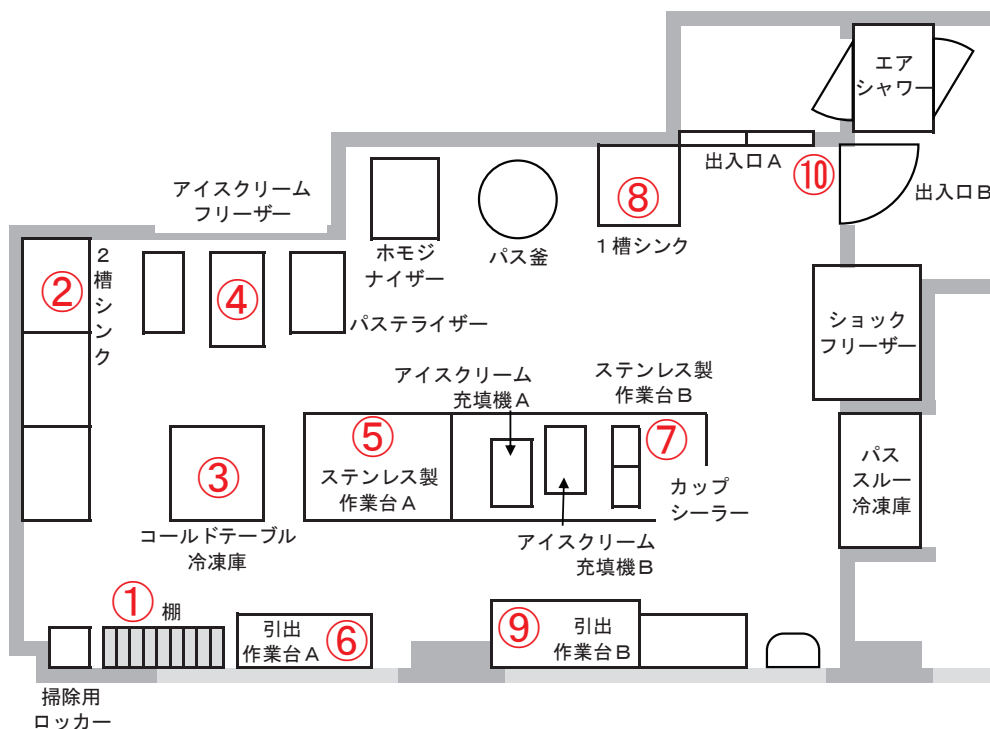 エア
シャワー
出入口A
⑩
出入口B
⑧
1槽シンク
アイスクリーム
フリーザー
ホモジ
ナイザー
パス釜
②
2槽シンク
④
パステライザー
ショック
フリーザー
アイスクリーム
充填機A
ステンレス製
作業台B
③
コールドテーブル
冷凍庫
⑤
ステンレス製
作業台A
⑦
カップ
シーラー
アイスクリーム
充填機B
パス
スルー
冷凍庫
①
棚
引出
作業台A
⑥
⑨
引出
作業台B
掃除用
ロッカー